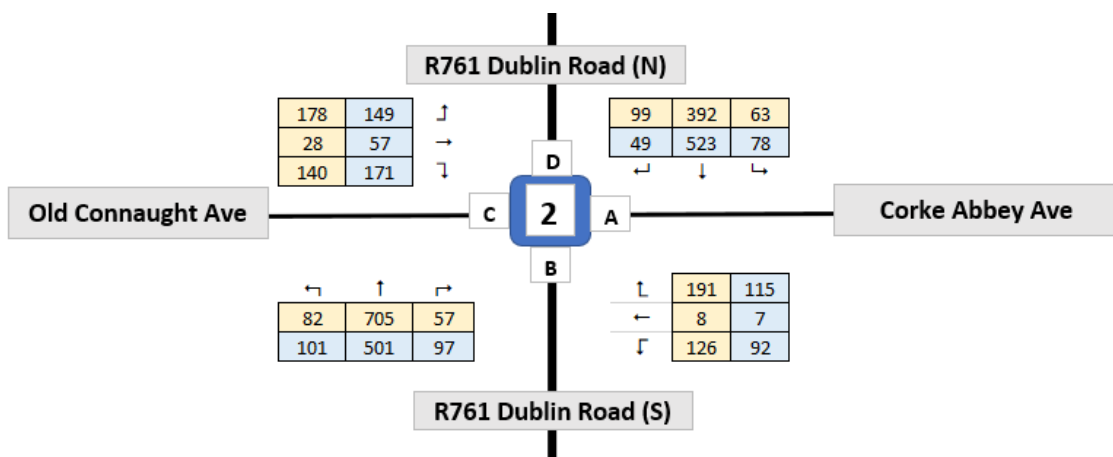 R761 Dublin Road (N)
178 149 ⮥
28 57 →
140 171 ⮧
99 392 63
49 523 78
↵ ↓ ↳
D
Old Connaught Ave
C 2 A
Corke Abbey Ave
B
↰ ↑ ↱
82 705 57
101 501 97
↥ 191 115
← 8 7
↧ 126 92
R761 Dublin Road (S)